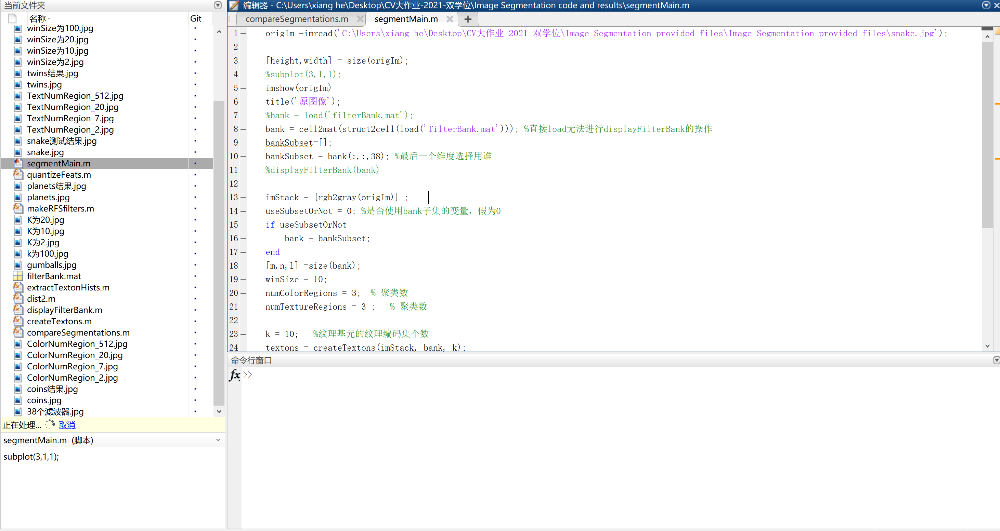 当前文件夹
名称 Git
winSize为100.jpg
winSize为20.jpg
winSize为10.jpg
winSize为2.jpg
twins结果.jpg
twins.jpg
TextNumRegion_512.jpg
TextNumRegion_20.jpg
TextNumRegion_7.jpg
TextNumRegion_2.jpg
snake测试结果.jpg
snake.jpg
segmentMain.m
quantizeFeats.m
planets结果.jpg
planets.jpg
makeRFSfilters.m
K为20.jpg
K为10.jpg
K为2.jpg
k为100.jpg
gumballs.jpg
filterBank.mat
extractTextonHists.m
dist2.m
displayFilterBank.m
createTextons.m
compareSegmentations.m
ColorNumRegion_512.jpg
ColorNumRegion_20.jpg
ColorNumRegion_7.jpg
ColorNumRegion_2.jpg
coins结果.jpg
coins.jpg
38个滤波器.jpg
正在处理... 取消
segmentMain.m (脚本)
subplot(3,1,1);
编辑器 - C:\Users\xiang he\Desktop\CV大作业-2021-双学位\Image Segmentation code and results\segmentMain.m
compareSegmentations.m segmentMain.m +
1 origIm =imread('C:\Users\xiang he\Desktop\CV大作业-2021-双学位\Image Segmentation provided-files\Image Segmentation provided-files\snake.jpg');
2
3 [height,width] = size(origIm);
4 %subplot(3,1,1);
5 imshow(origIm)
6 title('原图像');
7 %bank = load('filterBank.mat');
8 bank = cell2mat(struct2cell(load('filterBank.mat'))); %直接load无法进行displayFilterBank的操作
9 bankSubset=[];
10 bankSubset = bank(:,:,38); %最后一个维度选择用谁
11 %displayFilterBank(bank)
12
13 imStack = {rgb2gray(origIm)} ;
14 useSubsetOrNot = 0; %是否使用bank子集的变量，假为0
15 if useSubsetOrNot
16 bank = bankSubset;
17 end
18 [m,n,l] =size(bank);
19 winSize = 10;
20 numColorRegions = 3; % 聚类数
21 numTextureRegions = 3 ; % 聚类数
22
23 k = 10; %纹理基元的纹理编码集个数
24 textons = createTextons(imStack, bank, k);
命令行窗口
fx >>